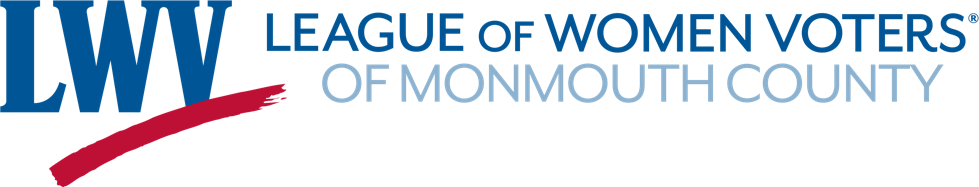 LWV
LEAGUE OF WOMEN VOTERS®
OF MONMOUTH COUNTY